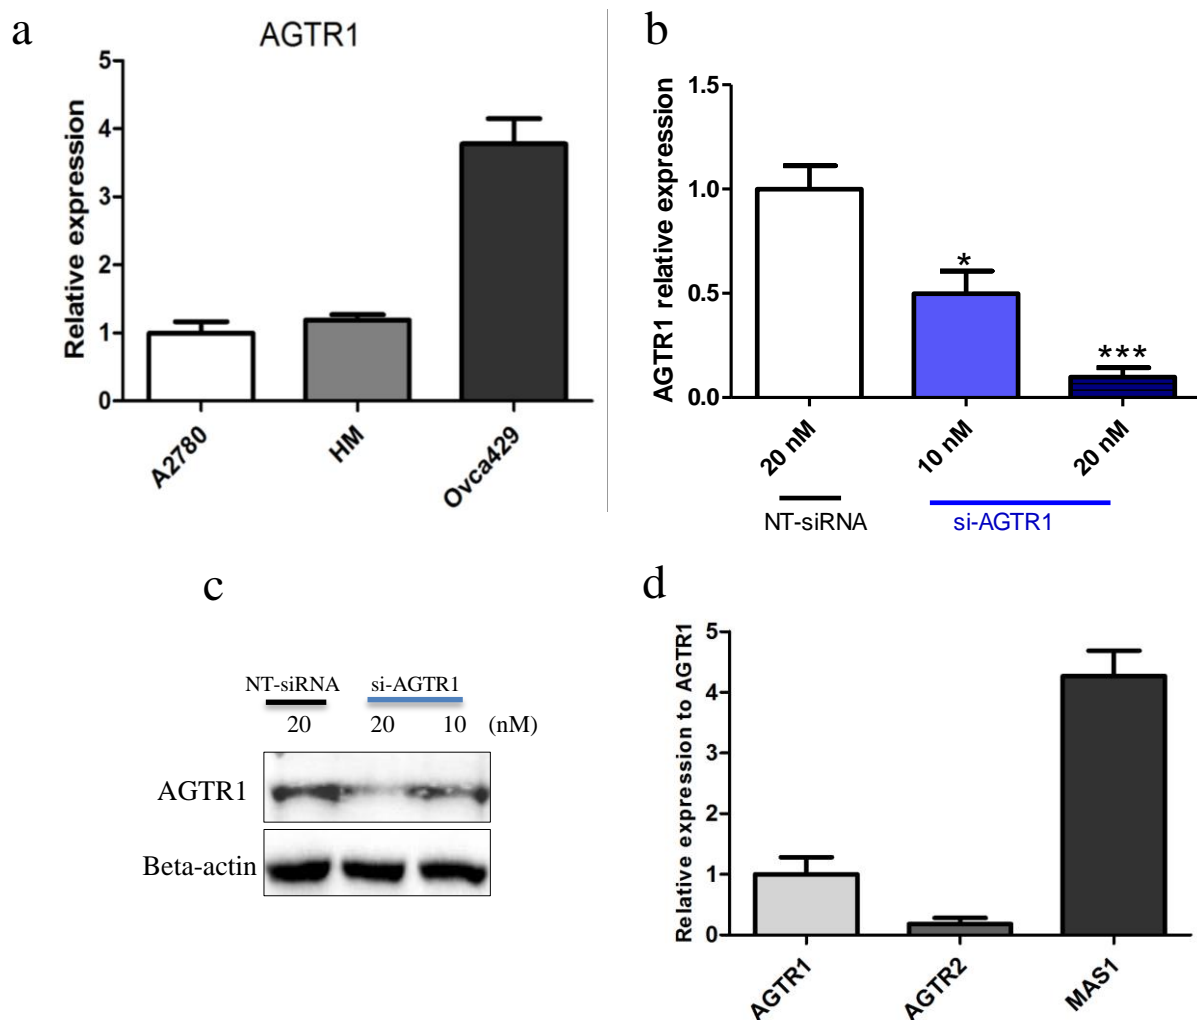 a
AGTR1
Relative expression
5
4
3
2
1
0
A2780
HM
Ovca429
b
AGTR1 relative expression
1.5
1.0
0.5
0.0
*
***
20 nM
10 nM
20 nM
NT-siRNA
si-AGTR1
c
NT-siRNA si-AGTR1
20 20 10 (nM)
AGTR1
Beta-actin
d
Relative expression to AGTR1
5
4
3
2
1
0
AGTR1
AGTR2
MAS1